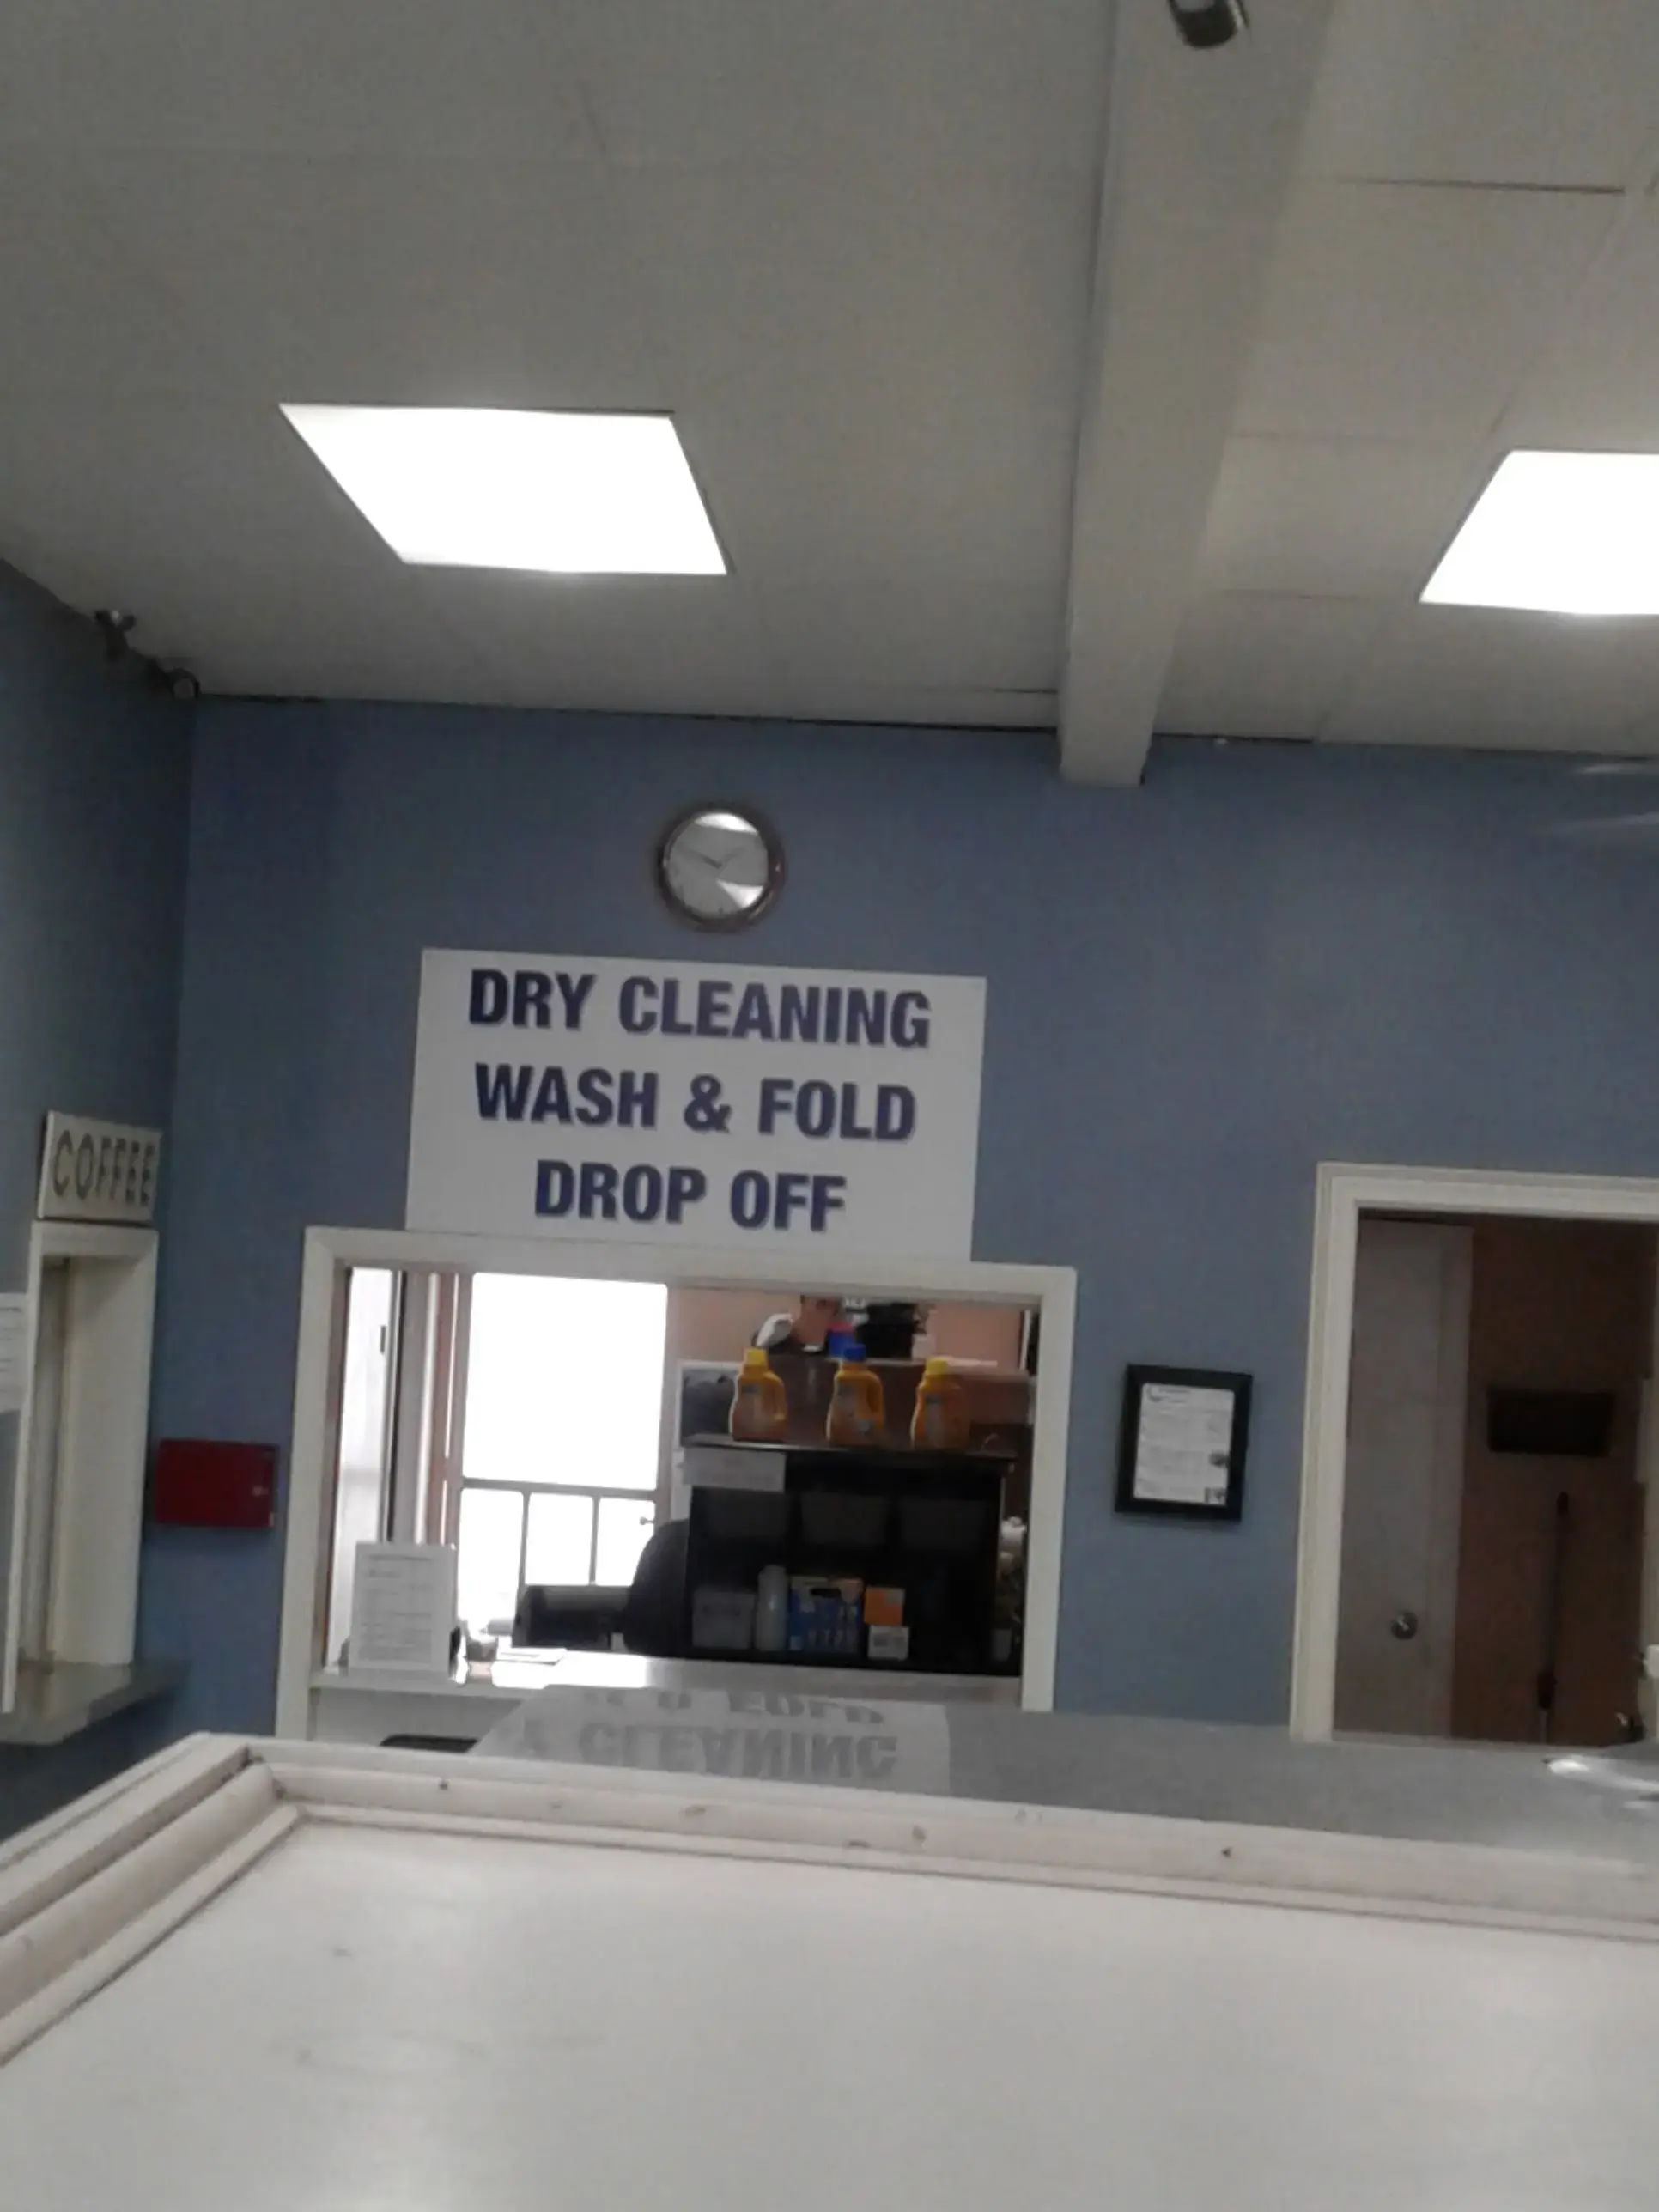 DRY CLEANING
WASH & FOLD
DROP OFF
COFFEE